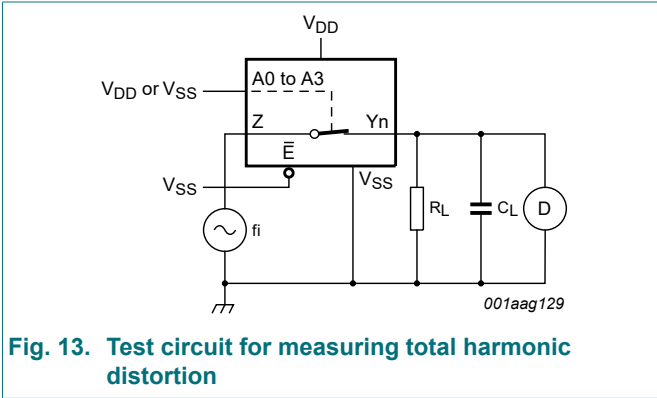 VDD
VDD or VSS
A0 to A3
Z
Yn
E̅
VSS
VSS
RL
CL
D
fi
001aag129
Fig. 13. Test circuit for measuring total harmonic
distortion